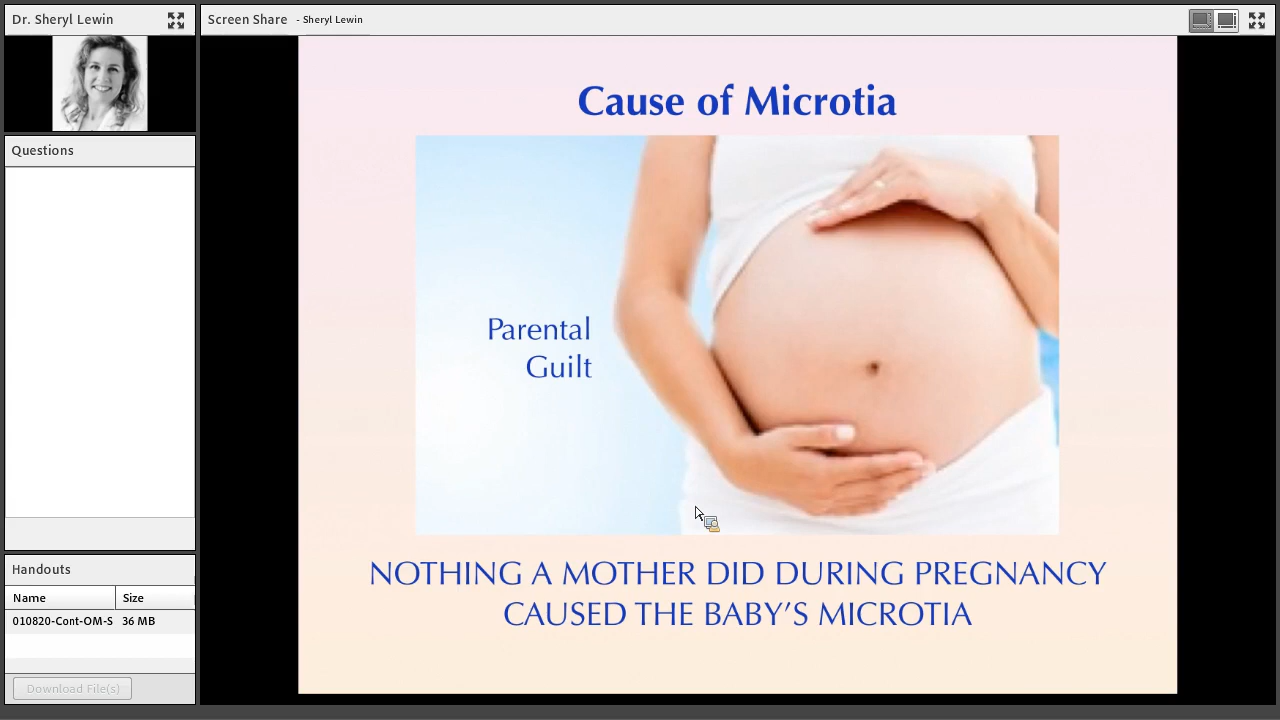 Dr. Sheryl Lewin
Screen Share - Sheryl Lewin
Questions
Handouts
Name Size
010820-Cont-OM-S 36 MB
Download File(s)
Cause of Microtia
Parental
Guilt
NOTHING A MOTHER DID DURING PREGNANCY
CAUSED THE BABY’S MICROTIA